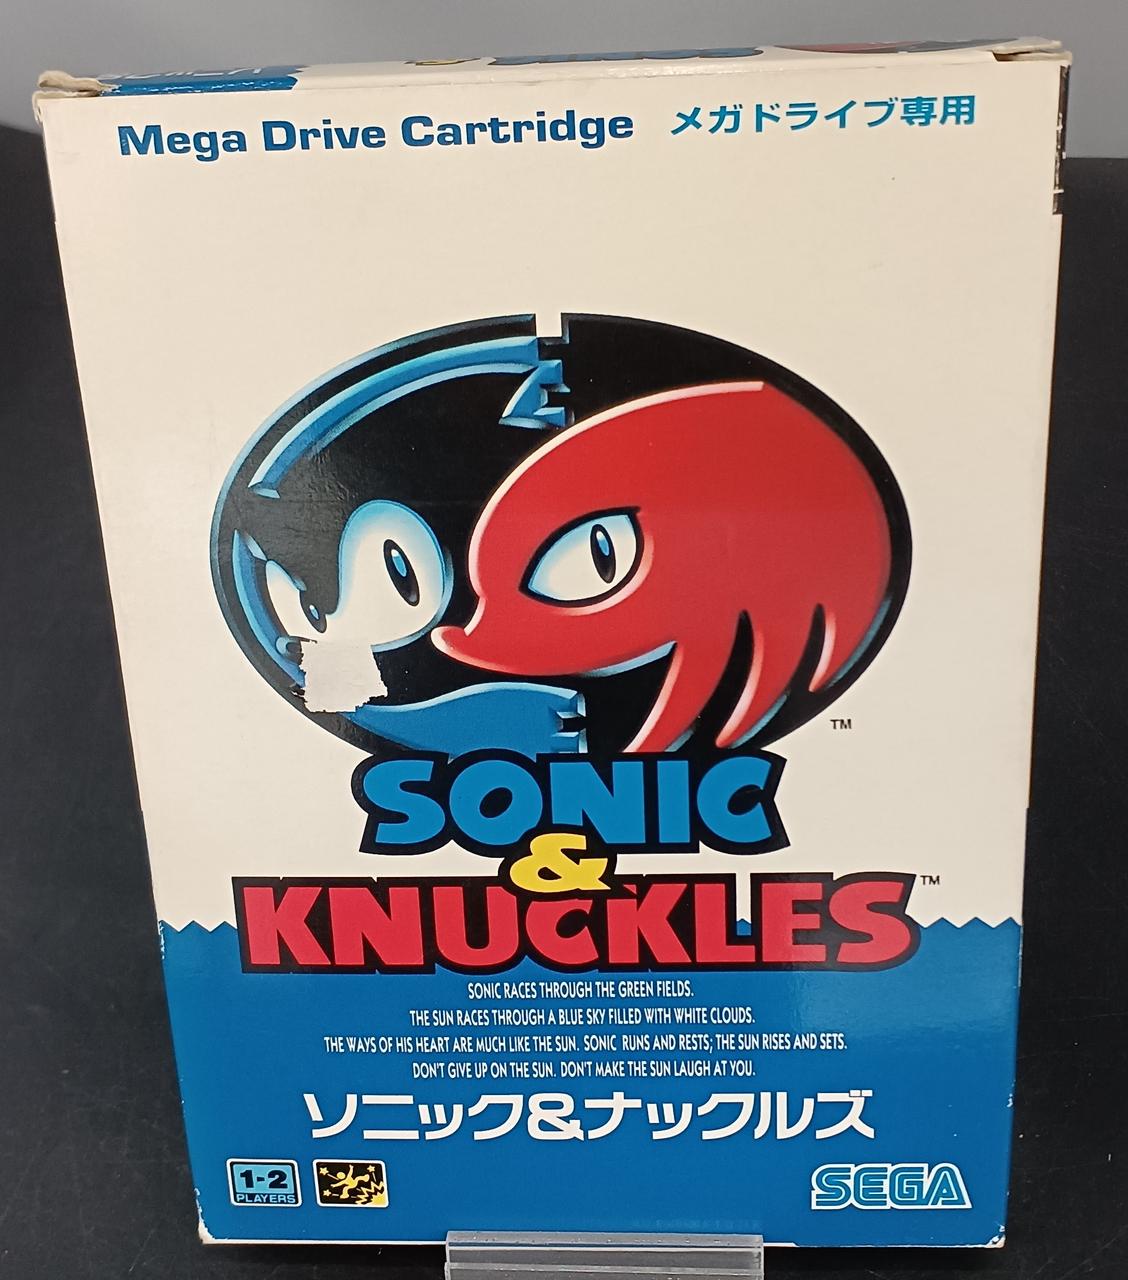 Mega Drive Cartridge メガドライブ専用
TM
SONIC
&
KNUCKLES TM
SONIC RACES THROUGH THE GREEN FIELDS.
THE SUN RACES THROUGH A BLUE SKY FILLED WITH WHITE CLOUDS.
THE WAYS OF HIS HEART ARE MUCH LIKE THE SUN. SONIC RUNS AND RESTS; THE SUN RISES AND SETS.
DON'T GIVE UP ON THE SUN. DON'T MAKE THE SUN LAUGH AT YOU.
ソニック&ナックルズ
1-2
PLAYERS
SEGA